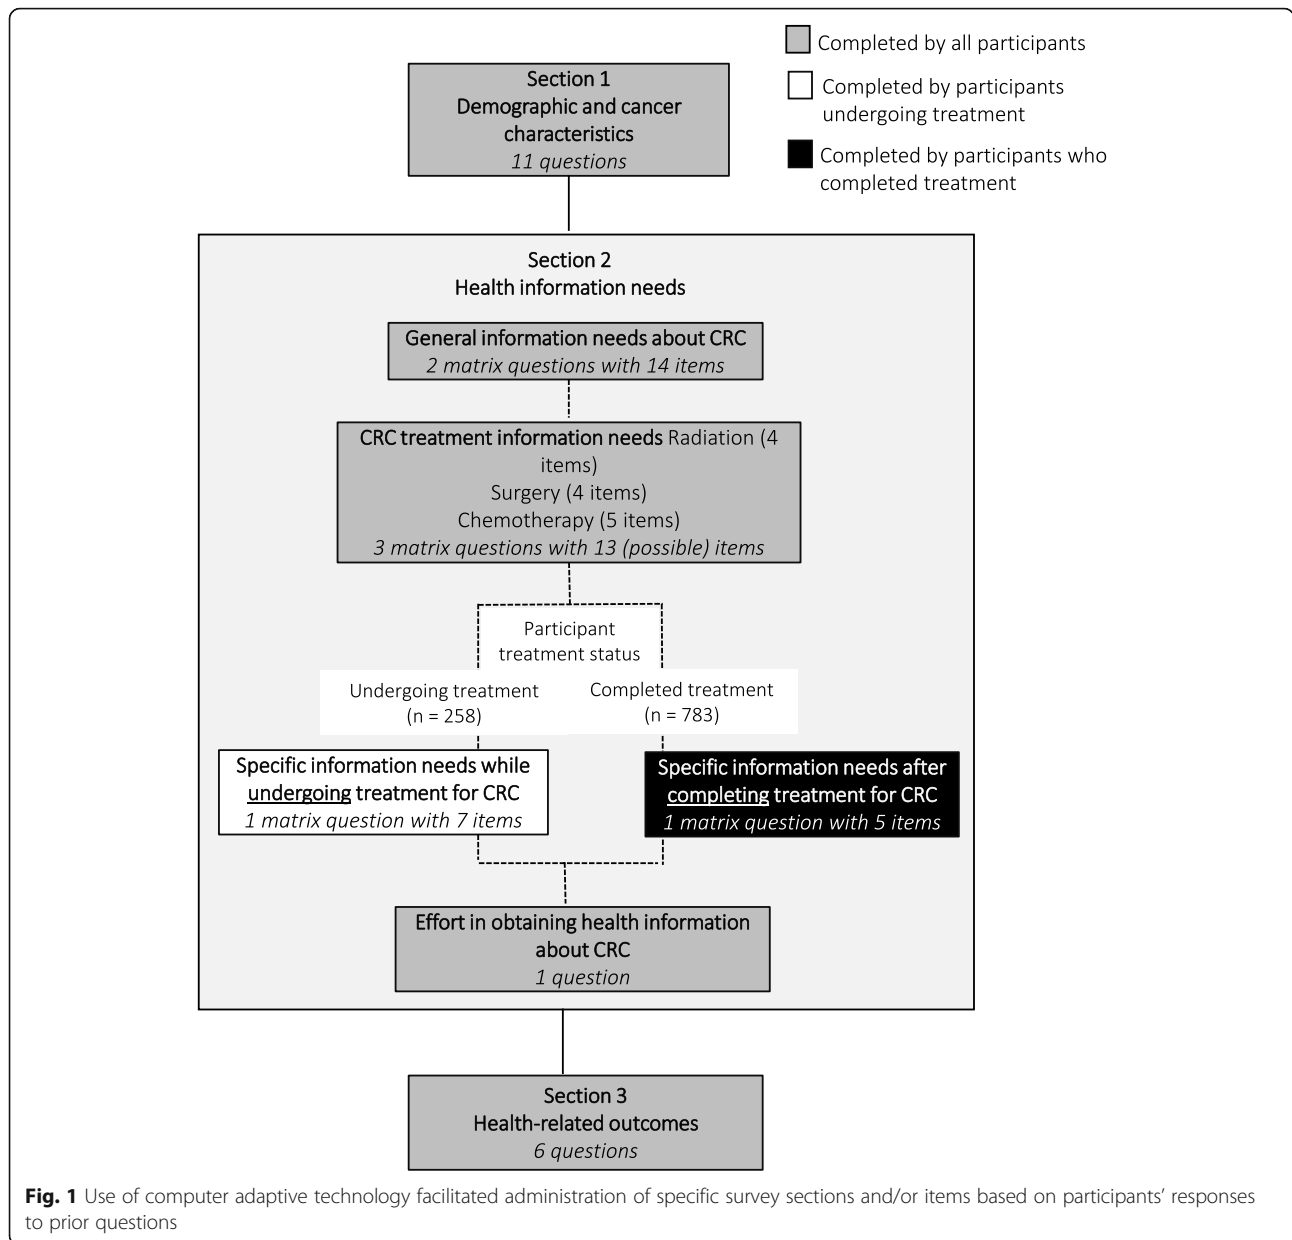 Completed by all participants
Completed by participants
undergoing treatment
Completed by participants who
completed treatment
Section 1
Demographic and cancer
characteristics
11 questions
Section 2
Health information needs
General information needs about CRC
2 matrix questions with 14 items
CRC treatment information needs Radiation (4
items)
Surgery (4 items)
Chemotherapy (5 items)
3 matrix questions with 13 (possible) items
Participant
treatment status
Undergoing treatment
(n = 258)
Completed treatment
(n = 783)
Specific information needs while
undergoing treatment for CRC
1 matrix question with 7 items
Specific information needs after
completing treatment for CRC
1 matrix question with 5 items
Effort in obtaining health information
about CRC
1 question
Section 3
Health-related outcomes
6 questions
Fig. 1 Use of computer adaptive technology facilitated administration of specific survey sections and/or items based on participants' responses
to prior questions